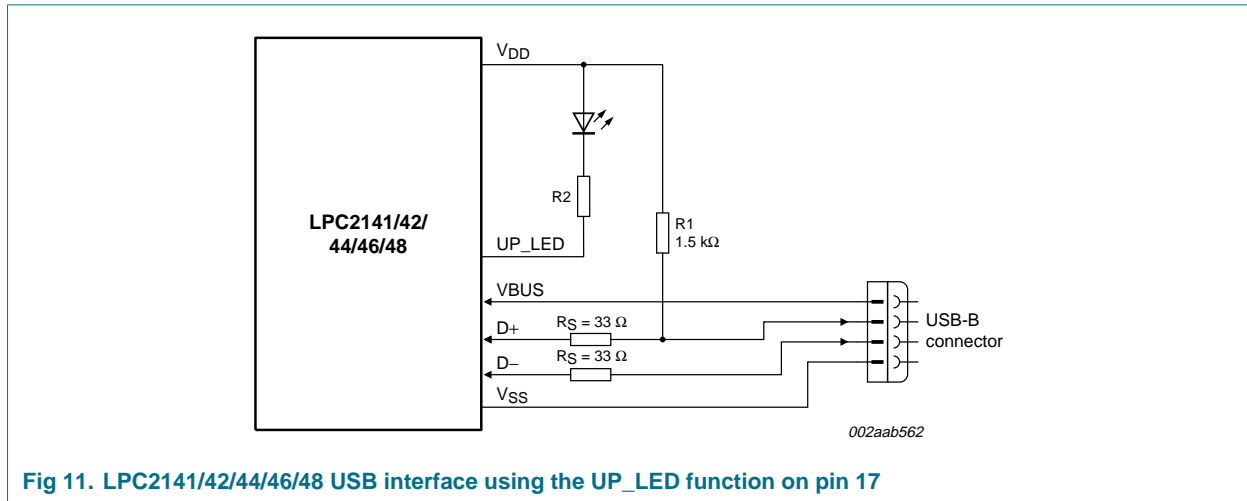 VDD
R2
R1
1.5 kΩ
LPC2141/42/
44/46/48
UP_LED
VBUS
D+
RS = 33 Ω
USB-B
connector
D−
RS = 33 Ω
VSS
002aab562
Fig 11. LPC2141/42/44/46/48 USB interface using the UP_LED function on pin 17